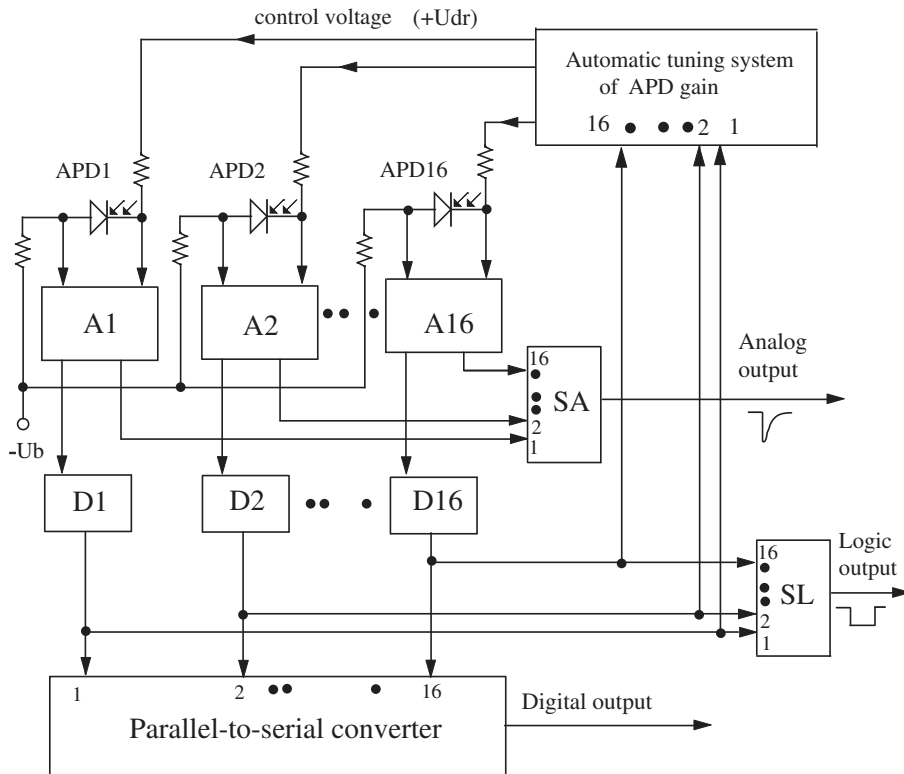 control voltage (+Udr)
Automatic tuning system
of APD gain
16 2 1
APD1
APD2
APD16
A1
A2
A16
-Ub
16
2
1
SA
Analog
output
D1
D2
D16
16
2
1
SL
Logic
output
1 2 16
Parallel-to-serial converter
Digital output